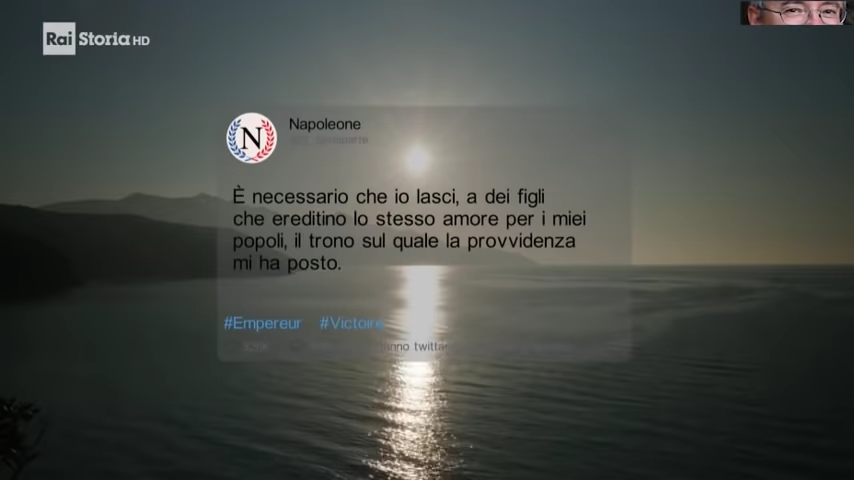 Rai Storia HD
N
Napoleone
È necessario che io lasci, a dei figli
che ereditino lo stesso amore per i miei
popoli, il trono sul quale la provvidenza
mi ha posto.
#Empereur #Victoire
twittar